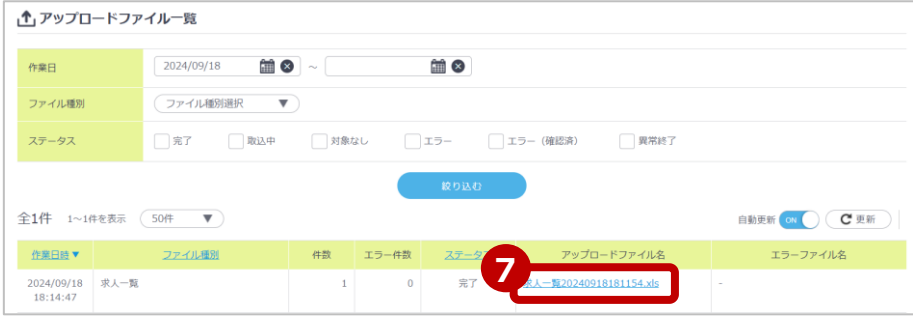 アップロードファイル一覧
作業日 2024/09/18 ~
ファイル種別 ファイル種別選択 ▼
ステータス 完了 取込中 対象なし エラー エラー（確認済） 異常終了
絞り込む
全1件 1～1件を表示 50件 ▼ 自動更新 ON 更新
作業日時▼ ファイル種別 件数 エラー件数 ステータス アップロードファイル名 エラーファイル名
7
2024/09/18 求人一覧 1 0 完了 求人一覧20240918181154.xls -
18:14:47